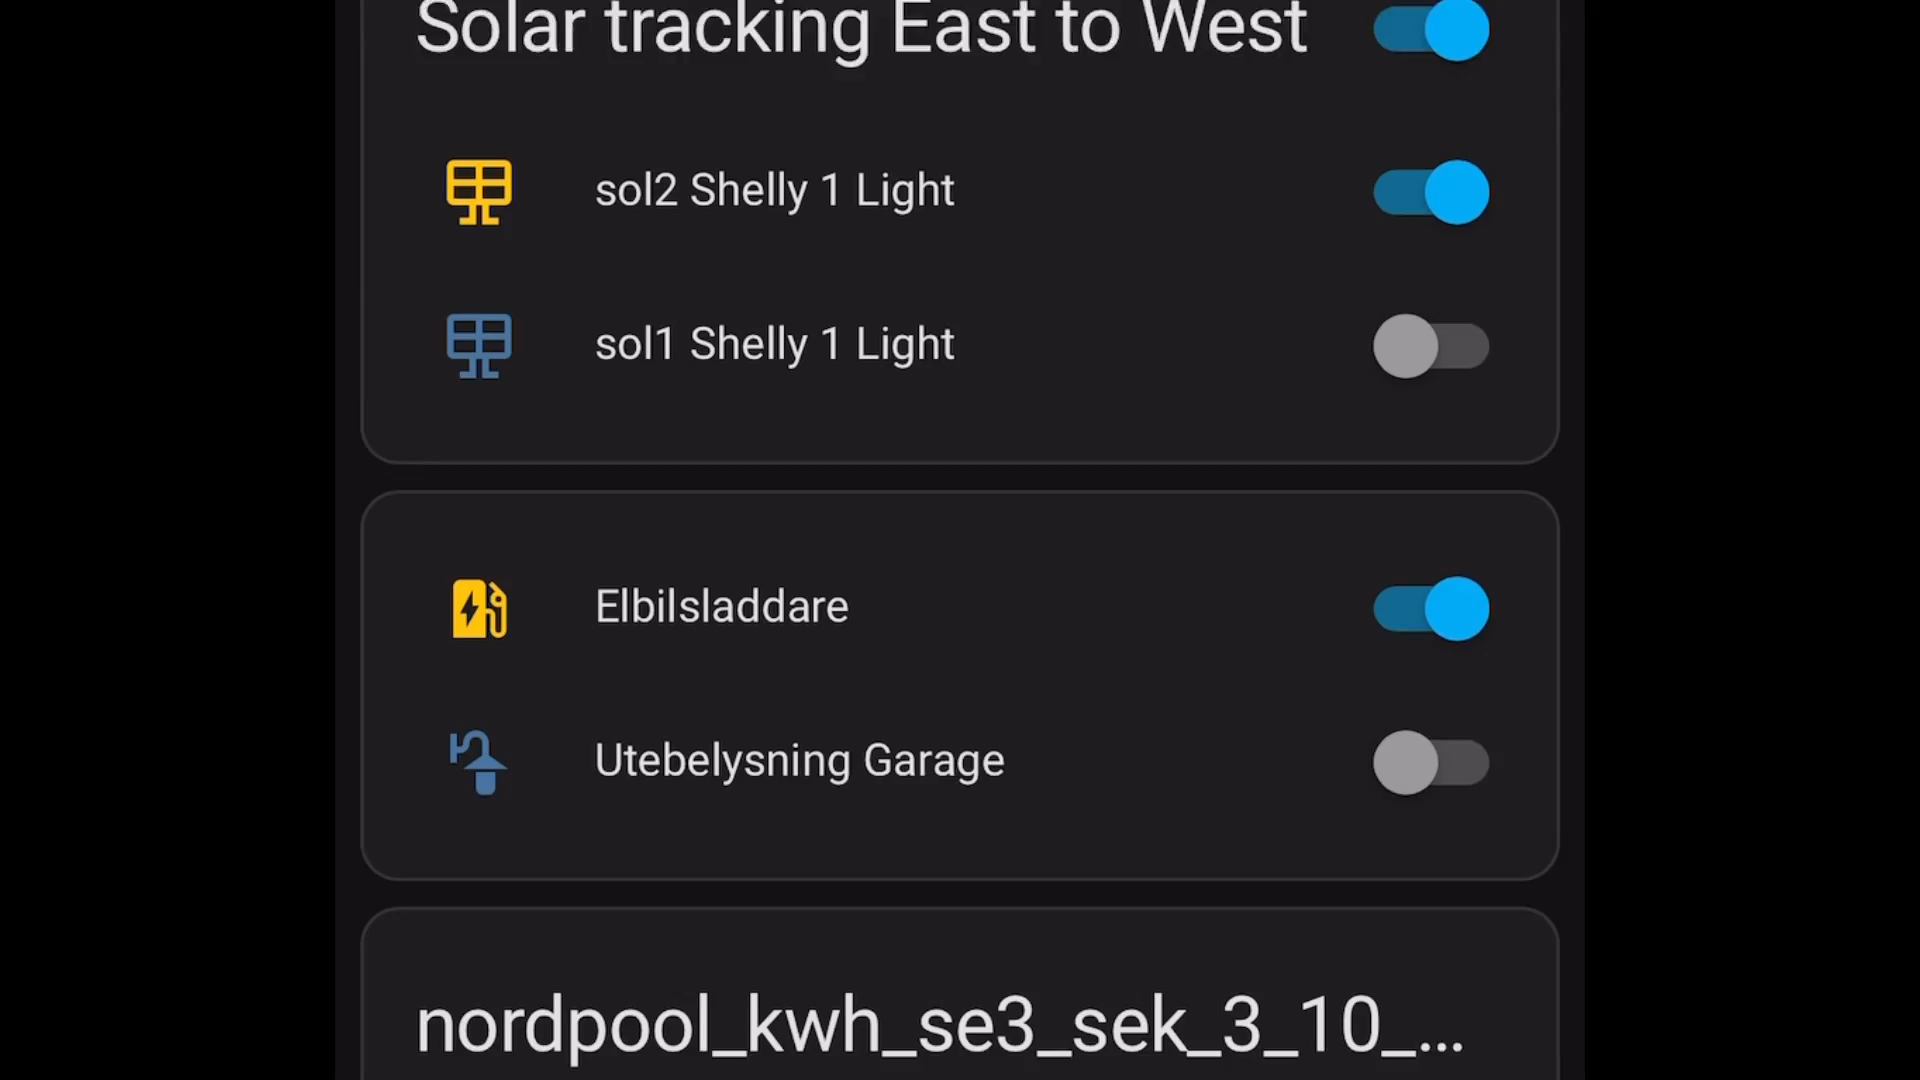 Solar tracking East to West
sol2 Shelly 1 Light
sol1 Shelly 1 Light
Elbilsladdare
Utebelysning Garage
nordpool_kwh_se3_sek_3_10_...